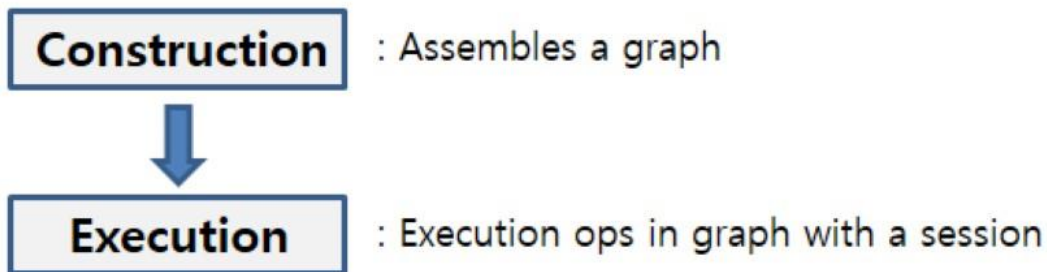 Construction : Assembles a graph
Execution : Execution ops in graph with a session